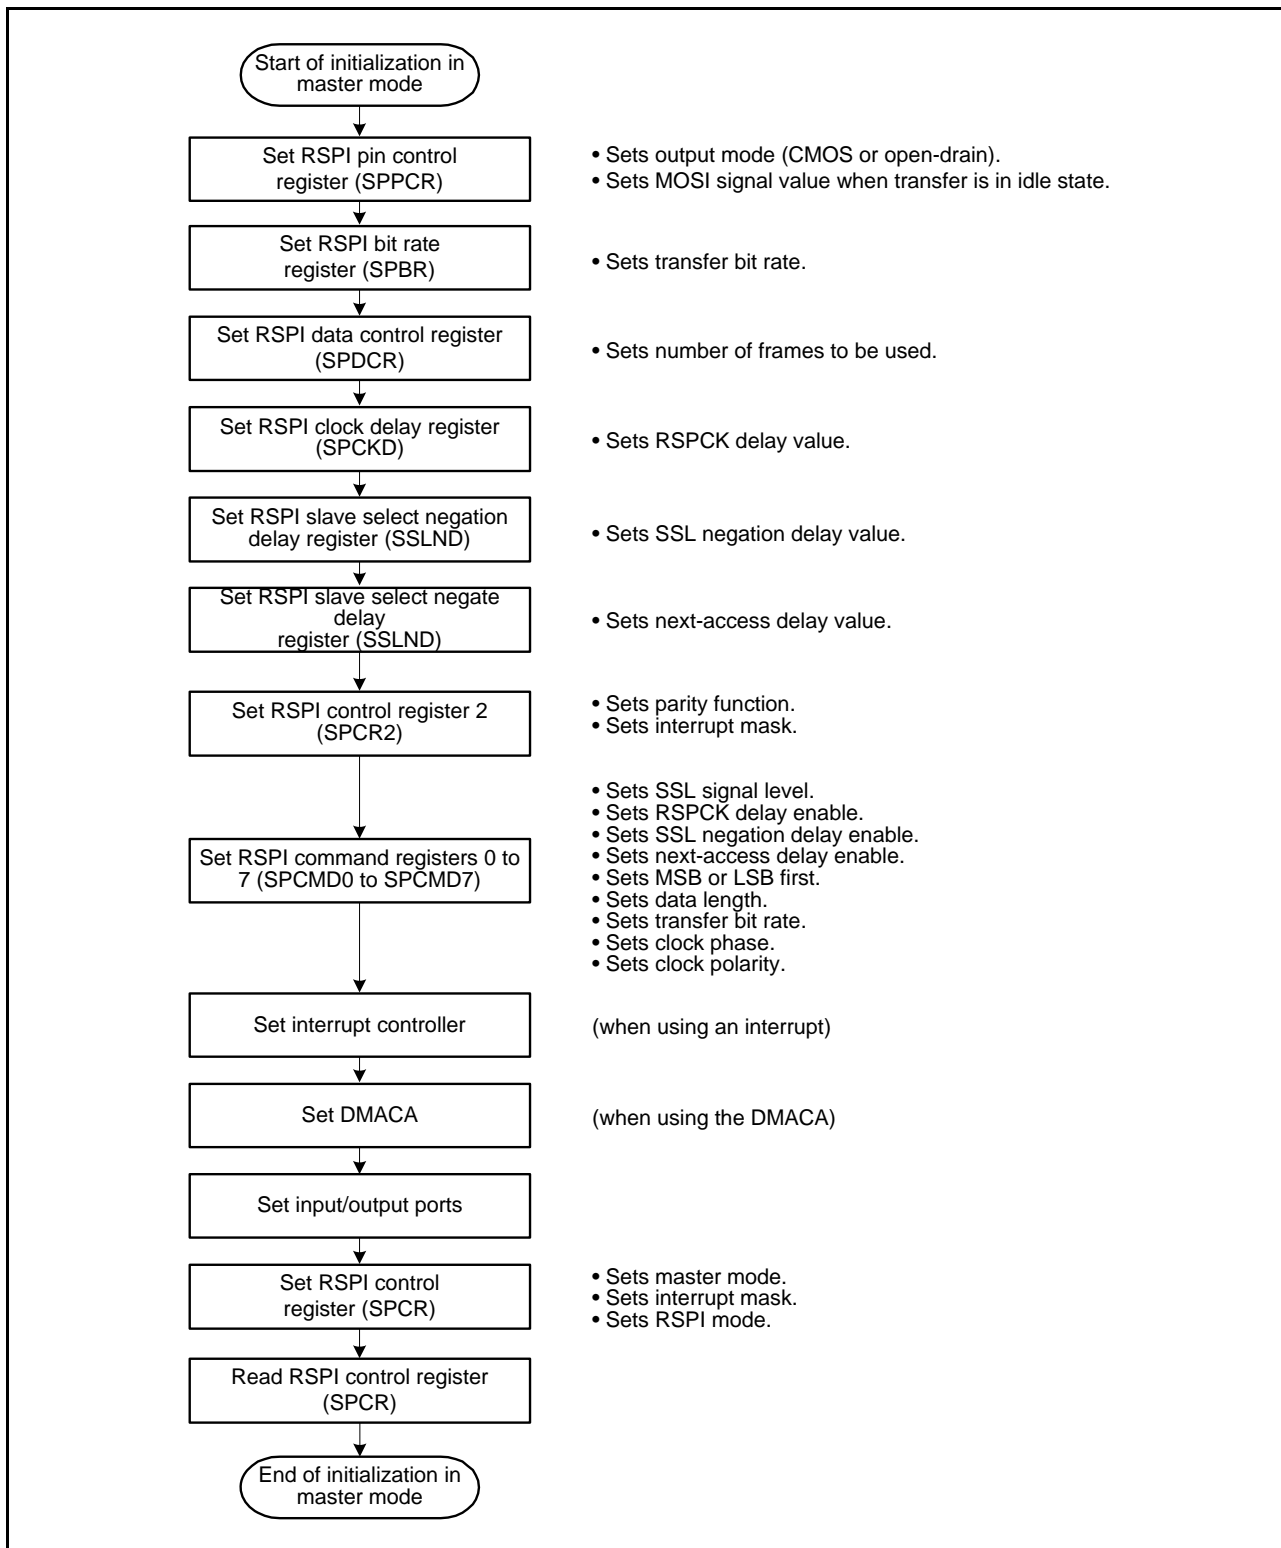 Start of initialization in
master mode
Set RSPI pin control
register (SPPCR)
• Sets output mode (CMOS or open-drain).
• Sets MOSI signal value when transfer is in idle state.
Set RSPI bit rate
register (SPBR)
• Sets transfer bit rate.
Set RSPI data control register
(SPDCR)
• Sets number of frames to be used.
Set RSPI clock delay register
(SPCKD)
• Sets RSPCK delay value.
Set RSPI slave select negation
delay register (SSLND)
• Sets SSL negation delay value.
Set RSPI slave select negate
delay
register (SSLND)
• Sets next-access delay value.
Set RSPI control register 2
(SPCR2)
• Sets parity function.
• Sets interrupt mask.
Set RSPI command registers 0 to
7 (SPCMD0 to SPCMD7)
• Sets SSL signal level.
• Sets RSPCK delay enable.
• Sets SSL negation delay enable.
• Sets next-access delay enable.
• Sets MSB or LSB first.
• Sets data length.
• Sets transfer bit rate.
• Sets clock phase.
• Sets clock polarity.
Set interrupt controller
(when using an interrupt)
Set DMACA
(when using the DMACA)
Set input/output ports
Set RSPI control
register (SPCR)
• Sets master mode.
• Sets interrupt mask.
• Sets RSPI mode.
Read RSPI control register
(SPCR)
End of initialization in
master mode